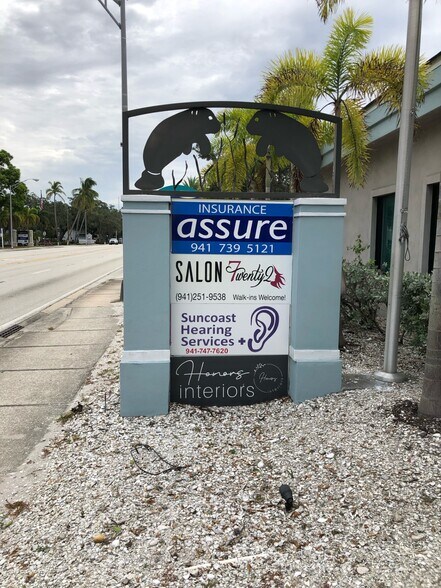 INSURANCE
assure
941 739 5121
SALON 7Twenty2
(941)251-9538 Walk-ins Welcome!
Suncoast
Hearing
Services +
941-747-7620
Honors
interiors